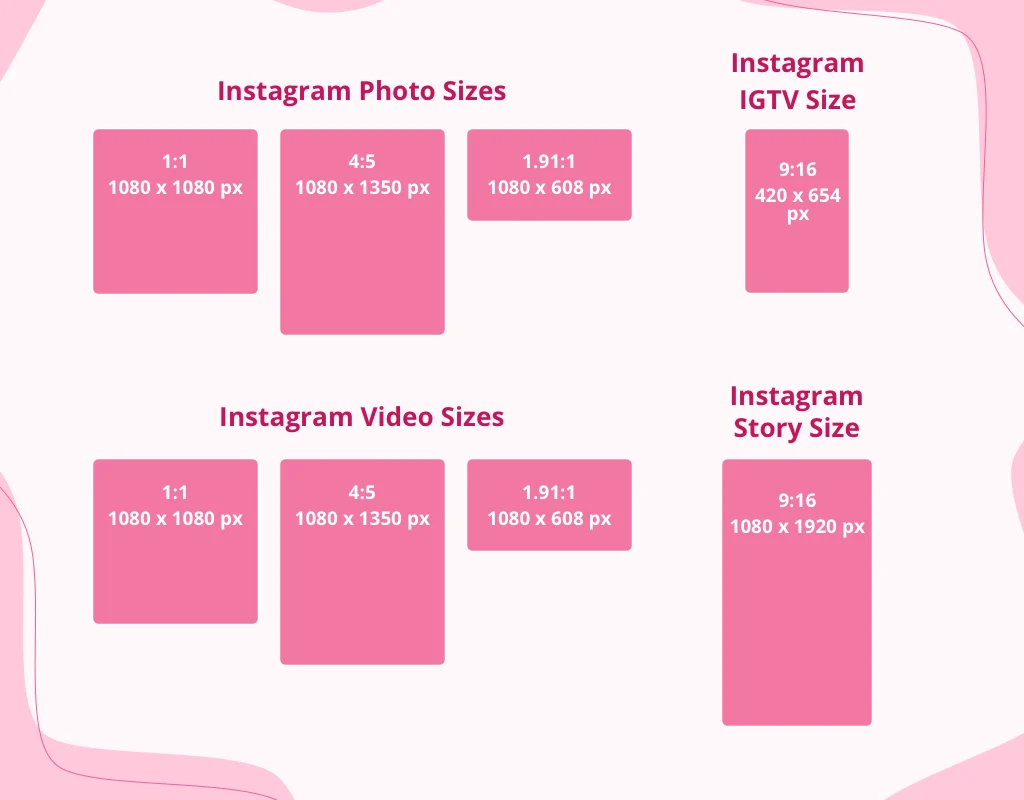 Instagram Photo Sizes
1:1
1080 x 1080 px
4:5
1080 x 1350 px
1.91:1
1080 x 608 px
Instagram
IGTV Size
9:16
420 x 654
px
Instagram Video Sizes
1:1
1080 x 1080 px
4:5
1080 x 1350 px
1.91:1
1080 x 608 px
Instagram
Story Size
9:16
1080 x 1920 px